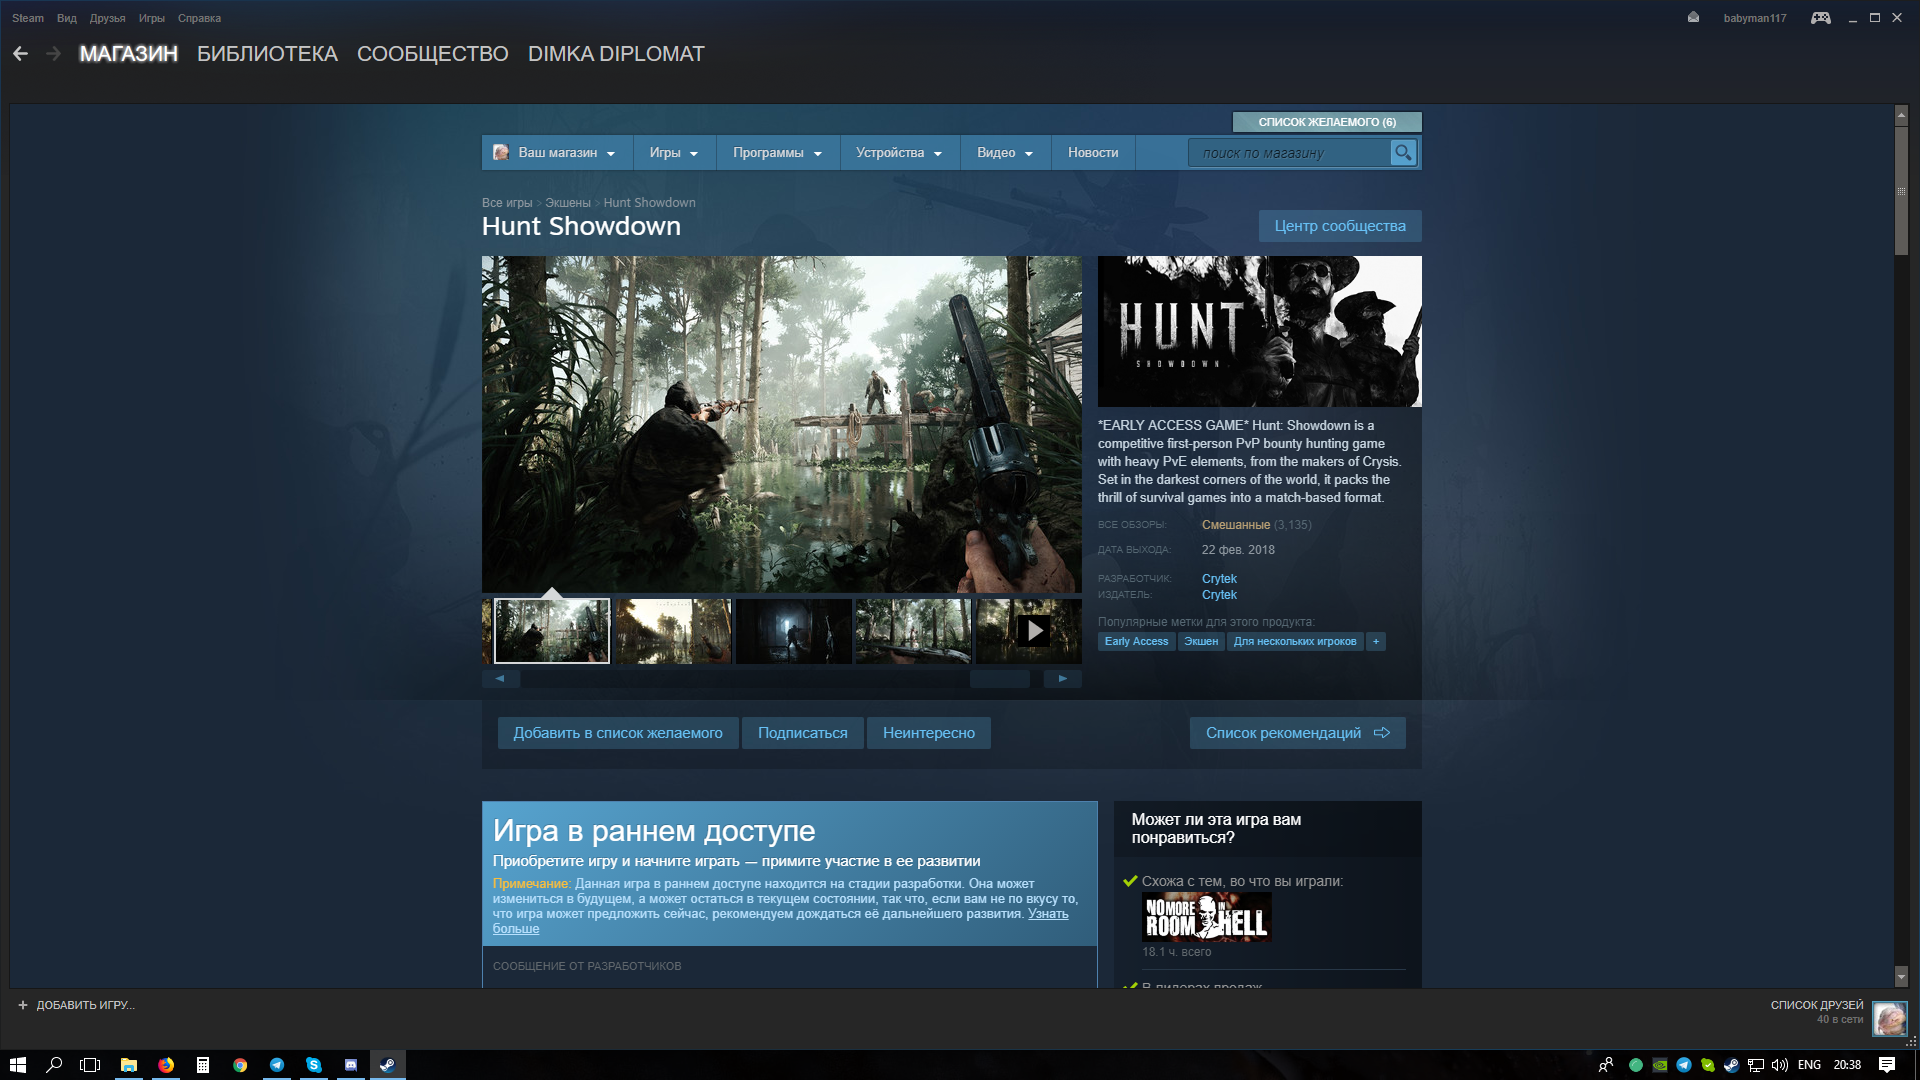 Steam Вид Друзья Игры Справка
babyman117
МАГАЗИН БИБЛИОТЕКА СООБЩЕСТВО DIMKA DIPLOMAT
СПИСОК ЖЕЛАЕМОГО (6)
Ваш магазин Игры Программы Устройства Видео Новости поиск по магазину
Все игры > Экшены > Hunt Showdown
Hunt Showdown
Центр сообщества
HUNT
SHOWDOWN
*EARLY ACCESS GAME* Hunt: Showdown is a
competitive first-person PvP bounty hunting game
with heavy PvE elements, from the makers of Crysis.
Set in the darkest corners of the world, it packs the
thrill of survival games into a match-based format.
ВСЕ ОБЗОРЫ: Смешанные (3,135)
ДАТА ВЫХОДА: 22 фев. 2018
РАЗРАБОТЧИК: Crytek
ИЗДАТЕЛЬ: Crytek
Популярные метки для этого продукта:
Early Access Экшен Для нескольких игроков +
Добавить в список желаемого Подписаться Неинтересно Список рекомендаций
Игра в раннем доступе
Приобретите игру и начните играть — примите участие в ее развитии
Примечание: Данная игра в раннем доступе находится на стадии разработки. Она может
измениться в будущем, а может остаться в текущем состоянии, так что, если вам не по вкусу то,
что игра может предложить сейчас, рекомендуем дождаться её дальнейшего развития. Узнать
больше
СООБЩЕНИЕ ОТ РАЗРАБОТЧИКОВ
Может ли эта игра вам
понравиться?
Схожа с тем, во что вы играли:
NO MORE ROOM IN HELL
18.1 ч. всего
В лидерах продаж
+ ДОБАВИТЬ ИГРУ...
СПИСОК ДРУЗЕЙ
40 в сети
ENG 20:38